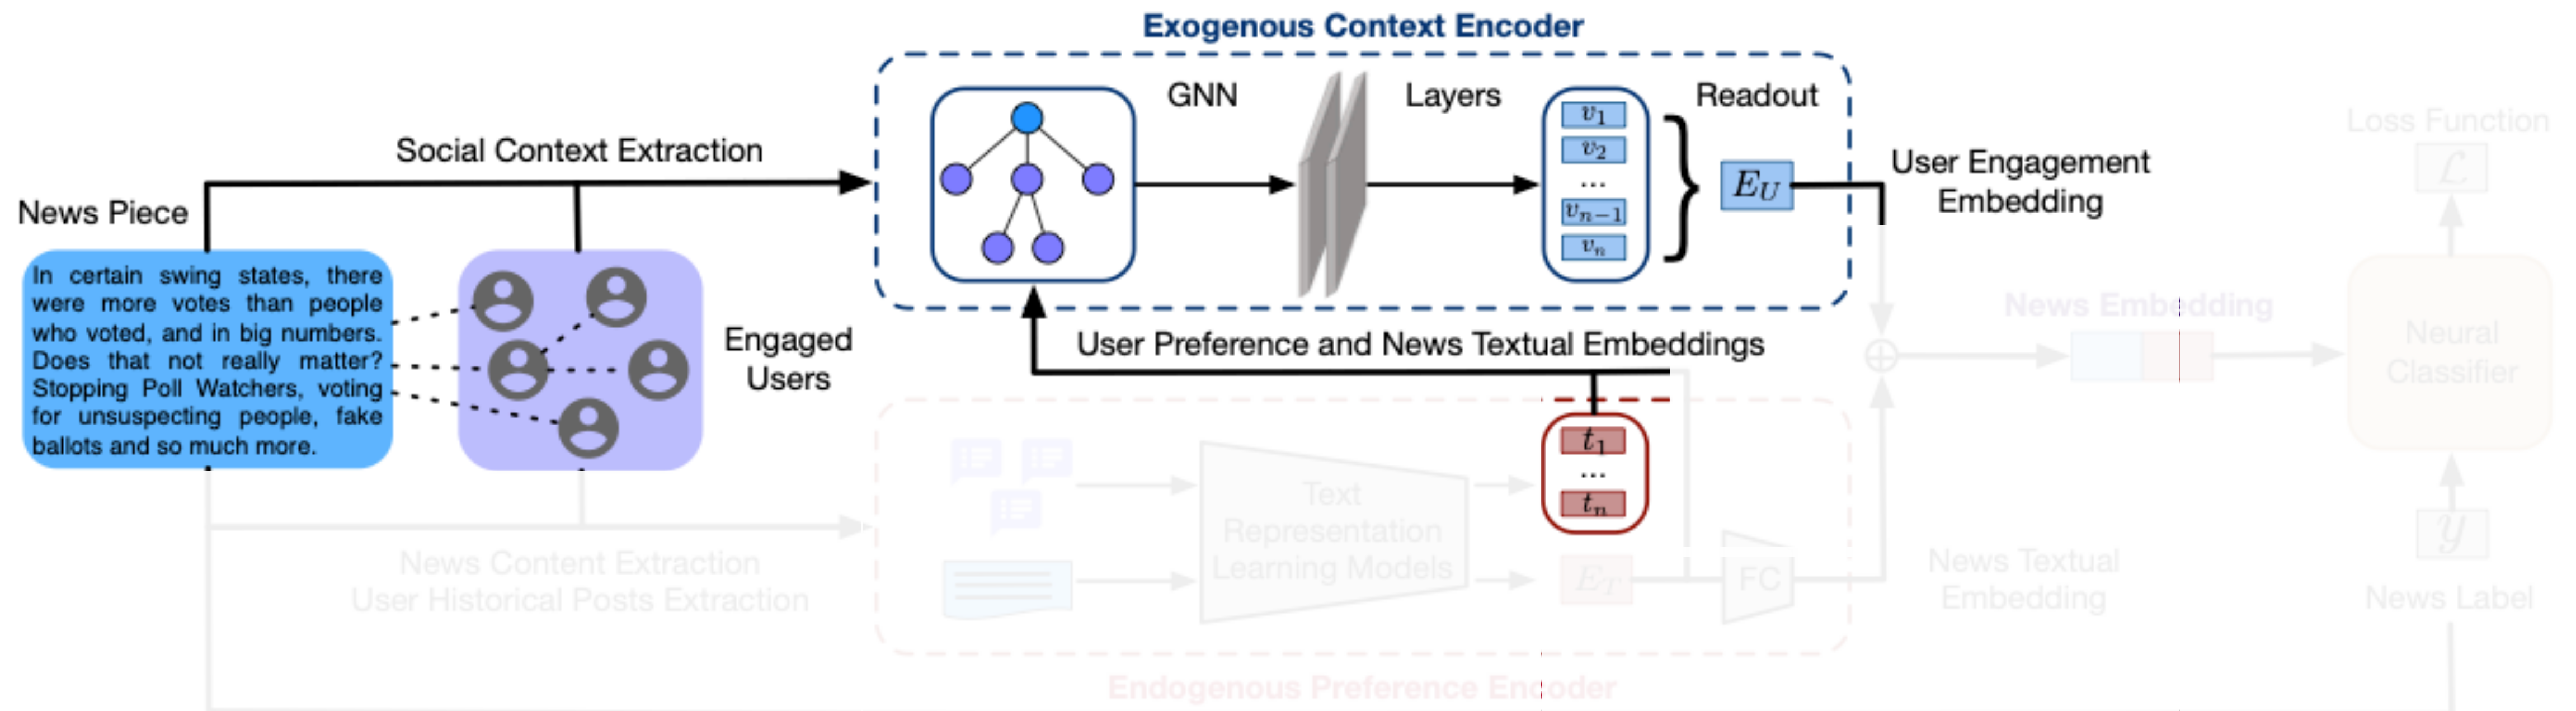 Exogenous Context Encoder
GNN
Layers
Readout
Social Context Extraction
News Piece
In certain swing states, there
were more votes than people
who voted, and in big numbers.
Does that not really matter?
Stopping Poll Watchers, voting
for unsuspecting people, fake
ballots and so much more.
Engaged
Users
v1
v2
...
vn−1
vn
EU
User Engagement
Embedding
User Preference and News Textual Embeddings
t1
...
tn
News Content Extraction
User Historical Posts Extraction
Text
Representation
Learning Models
ET
FC
Endogenous Preference Encoder
News Textual
Embedding
News Embedding
Loss Function
L
Neural
Classifier
y
News Label